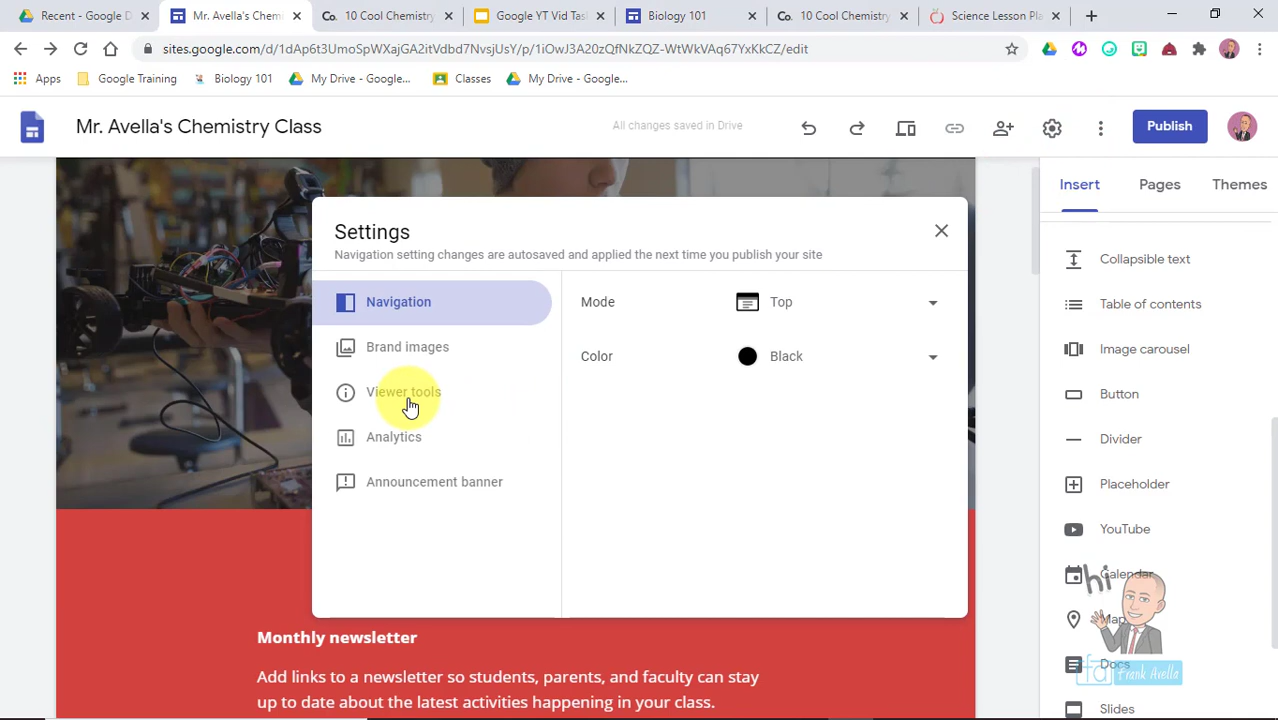 Recent - Google D
Mr. Avella's Chemi
Co. 10 Cool Chemistry
Google YT Vid Task
Biology 101
Co. 10 Cool Chemistry
Science Lesson Pla
sites.google.com/d/1dAp6t3UmoSpWXajGA2itVdbd7NvsjUsY/p/1iOwJ3A20zQfNkZQZ-WtWkVAq67YxKkCZ/edit
Apps
Google Training
Biology 101
My Drive - Google...
Classes
My Drive - Google...
Mr. Avella's Chemistry Class
All changes saved in Drive
Publish
Insert
Pages
Themes
Settings
Navigation setting changes are autosaved and applied the next time you publish your site
Navigation
Brand images
Viewer tools
Analytics
Announcement banner
Mode
Top
Color
Black
Collapsible text
Table of contents
Image carousel
Button
Divider
Placeholder
YouTube
Calendar
Map
Docs
Slides
hi
fa Frank Avella
Monthly newsletter
Add links to a newsletter so students, parents, and faculty can stay
up to date about the latest activities happening in your class.